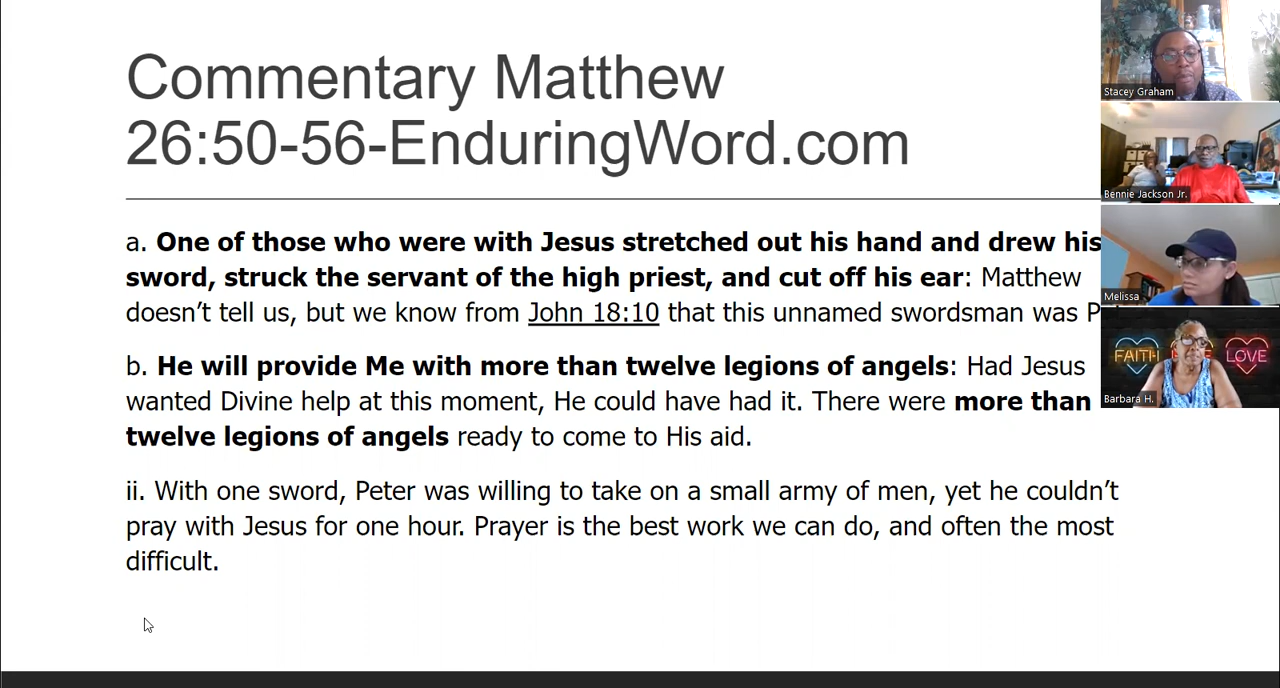 Commentary Matthew
26:50-56-EnduringWord.com
a. One of those who were with Jesus stretched out his hand and drew his
sword, struck the servant of the high priest, and cut off his ear: Matthew
doesn’t tell us, but we know from John 18:10 that this unnamed swordsman was P
b. He will provide Me with more than twelve legions of angels: Had Jesus
wanted Divine help at this moment, He could have had it. There were more than
twelve legions of angels ready to come to His aid.
ii. With one sword, Peter was willing to take on a small army of men, yet he couldn’t
pray with Jesus for one hour. Prayer is the best work we can do, and often the most
difficult.
Stacey Graham
Bennie Jackson Jr.
Melissa
FAITH
LOVE
Barbara H.